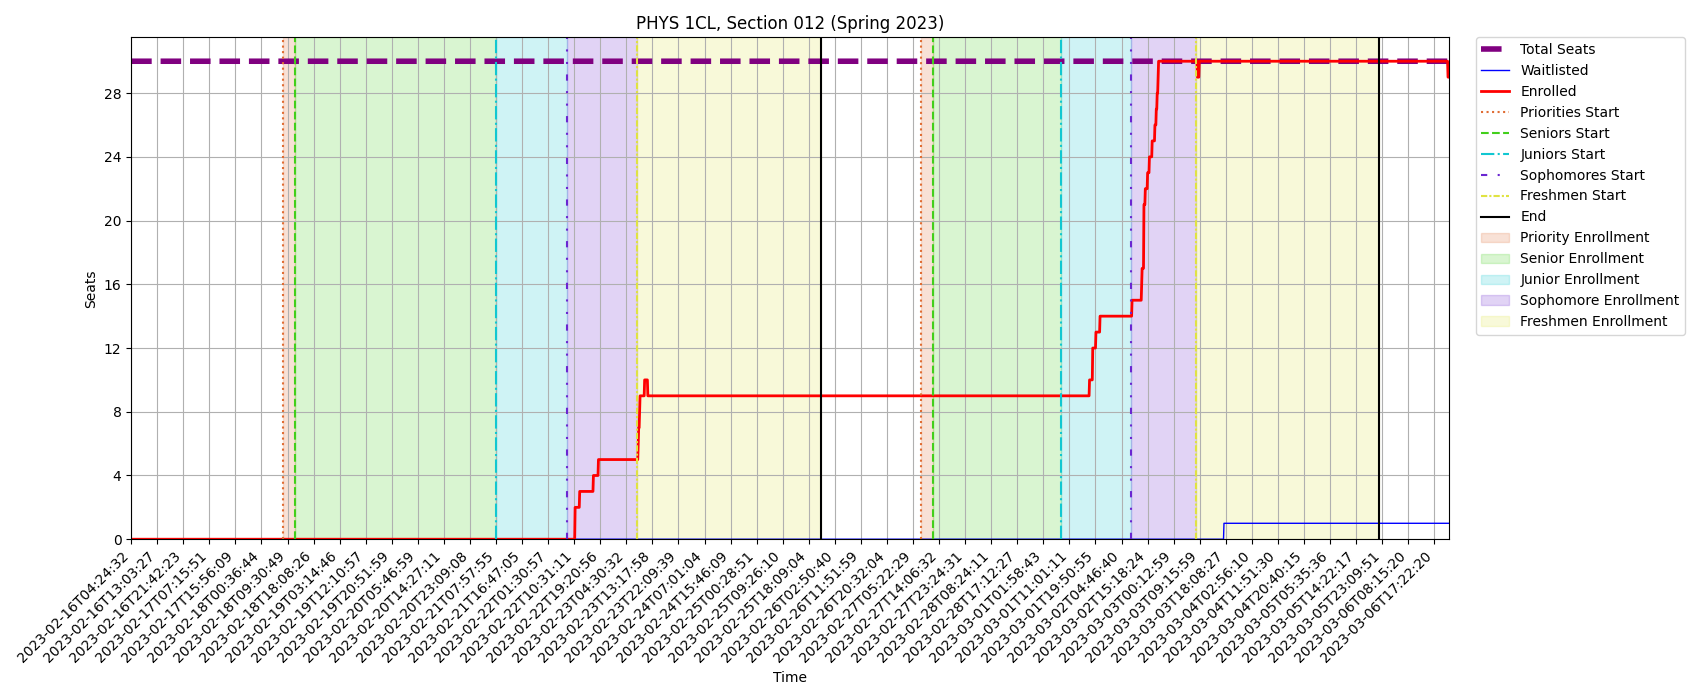 PHYS 1CL, Section 012 (Spring 2023)
Seats
28
24
20
16
12
8
4
0
2023-02-16T04:24:32
2023-02-16T13:03:27
2023-02-16T21:42:23
2023-02-17T07:15:51
2023-02-17T15:56:09
2023-02-18T00:36:44
2023-02-18T09:30:49
2023-02-18T18:08:26
2023-02-19T03:14:46
2023-02-19T12:10:57
2023-02-19T20:51:59
2023-02-20T05:46:59
2023-02-20T14:27:11
2023-02-20T23:09:08
2023-02-21T07:57:55
2023-02-21T16:47:05
2023-02-22T01:30:57
2023-02-22T10:31:11
2023-02-22T19:20:56
2023-02-23T04:30:32
2023-02-23T13:17:58
2023-02-23T22:09:39
2023-02-24T07:01:04
2023-02-24T15:46:09
2023-02-25T00:28:51
2023-02-25T09:26:10
2023-02-25T18:09:04
2023-02-26T02:50:40
2023-02-26T11:51:59
2023-02-26T20:32:04
2023-02-27T05:22:29
2023-02-27T14:06:32
2023-02-27T23:24:31
2023-02-28T08:24:11
2023-02-28T17:12:27
2023-03-01T01:58:43
2023-03-01T11:01:11
2023-03-01T19:50:55
2023-03-02T04:46:40
2023-03-02T15:18:24
2023-03-03T00:12:59
2023-03-03T09:15:59
2023-03-03T18:08:27
2023-03-04T02:56:10
2023-03-04T11:51:30
2023-03-04T20:40:15
2023-03-05T05:35:36
2023-03-05T14:22:17
2023-03-05T23:09:51
2023-03-06T08:15:20
2023-03-06T17:22:20
Time
Total Seats
Waitlisted
Enrolled
Priorities Start
Seniors Start
Juniors Start
Sophomores Start
Freshmen Start
End
Priority Enrollment
Senior Enrollment
Junior Enrollment
Sophomore Enrollment
Freshmen Enrollment